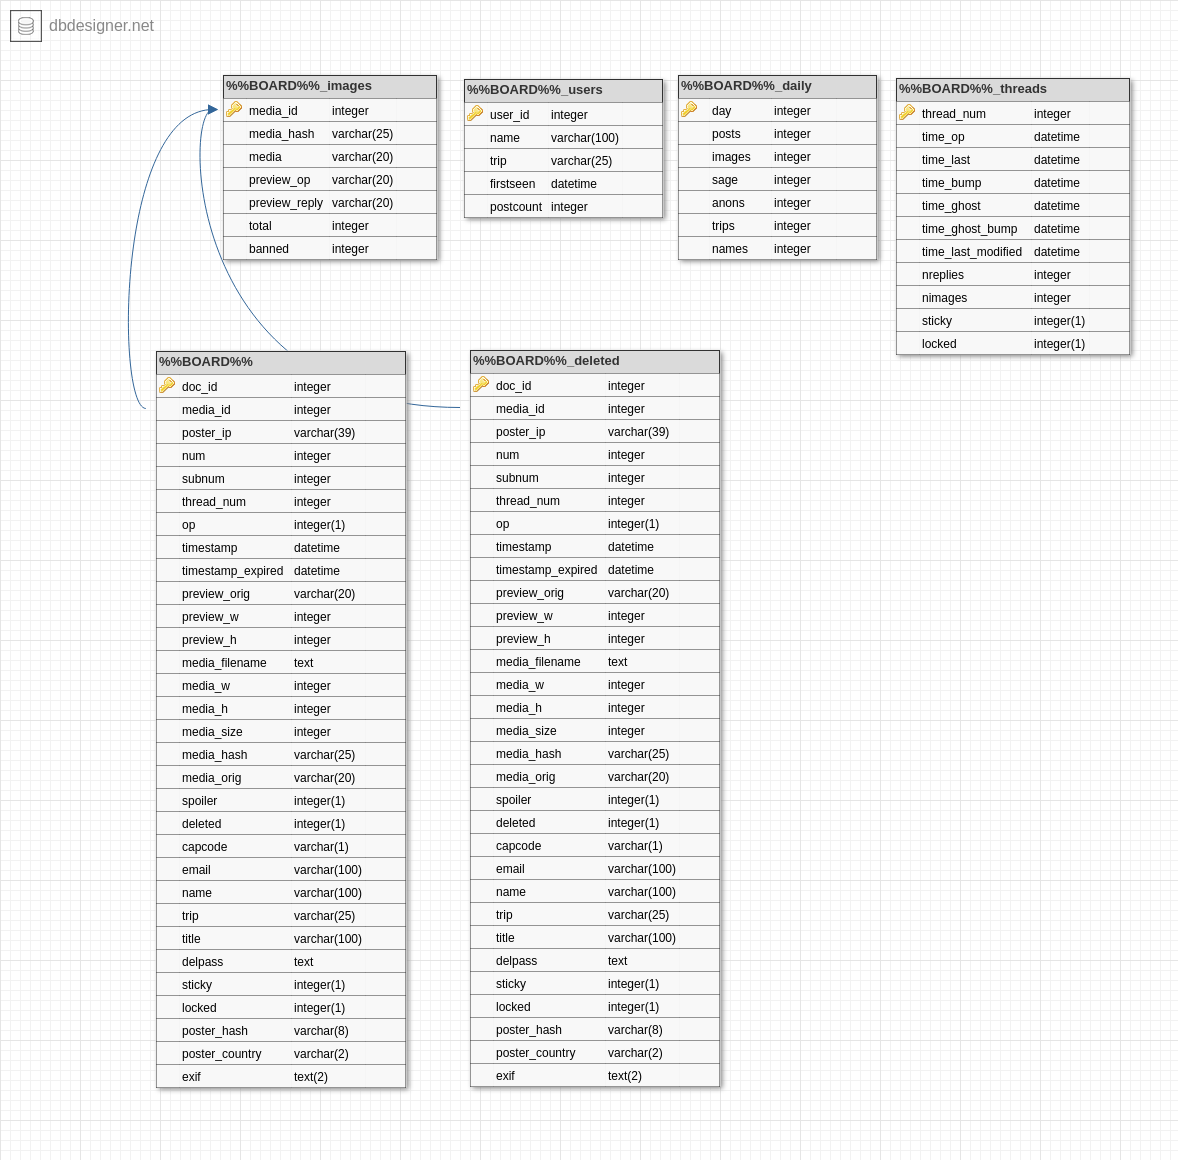 dbdesigner.net
%%BOARD%%_images
media_id integer
media_hash varchar(25)
media varchar(20)
preview_op varchar(20)
preview_reply varchar(20)
total integer
banned integer
%%BOARD%%_users
user_id integer
name varchar(100)
trip varchar(25)
firstseen datetime
postcount integer
%%BOARD%%_daily
day integer
posts integer
images integer
sage integer
anons integer
trips integer
names integer
%%BOARD%%_threads
thread_num integer
time_op datetime
time_last datetime
time_bump datetime
time_ghost datetime
time_ghost_bump datetime
time_last_modified datetime
nreplies integer
nimages integer
sticky integer(1)
locked integer(1)
%%BOARD%%
doc_id integer
media_id integer
poster_ip varchar(39)
num integer
subnum integer
thread_num integer
op integer(1)
timestamp datetime
timestamp_expired datetime
preview_orig varchar(20)
preview_w integer
preview_h integer
media_filename text
media_w integer
media_h integer
media_size integer
media_hash varchar(25)
media_orig varchar(20)
spoiler integer(1)
deleted integer(1)
capcode varchar(1)
email varchar(100)
name varchar(100)
trip varchar(25)
title varchar(100)
delpass text
sticky integer(1)
locked integer(1)
poster_hash varchar(8)
poster_country varchar(2)
exif text(2)
%%BOARD%%_deleted
doc_id integer
media_id integer
poster_ip varchar(39)
num integer
subnum integer
thread_num integer
op integer(1)
timestamp datetime
timestamp_expired datetime
preview_orig varchar(20)
preview_w integer
preview_h integer
media_filename text
media_w integer
media_h integer
media_size integer
media_hash varchar(25)
media_orig varchar(20)
spoiler integer(1)
deleted integer(1)
capcode varchar(1)
email varchar(100)
name varchar(100)
trip varchar(25)
title varchar(100)
delpass text
sticky integer(1)
locked integer(1)
poster_hash varchar(8)
poster_country varchar(2)
exif text(2)